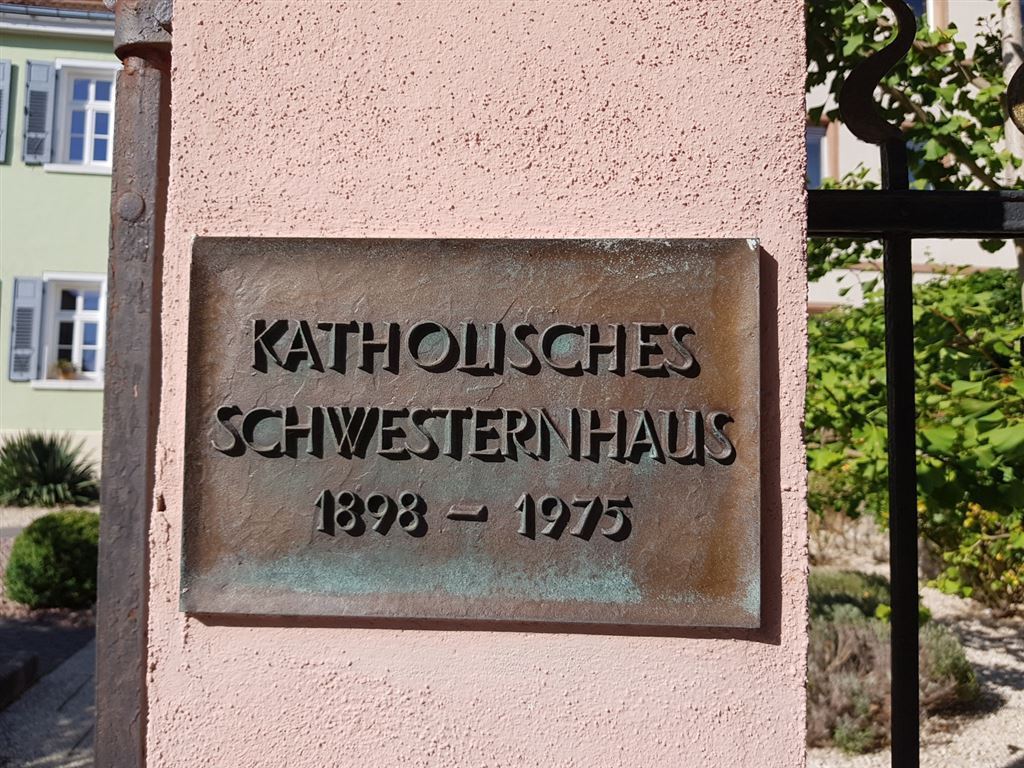 KATHOLISCHES
SCHWESTERNHAUS
1898 – 1975